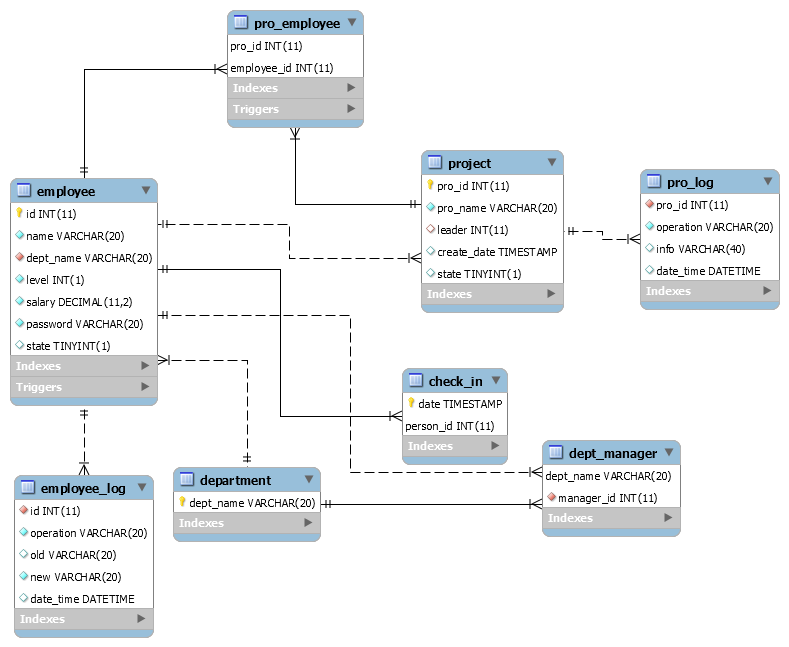 pro_employee
pro_id INT(11)
employee_id INT(11)
Indexes
Triggers
employee
id INT(11)
name VARCHAR(20)
dept_name VARCHAR(20)
level INT(1)
salary DECIMAL(11,2)
password VARCHAR(20)
state TINYINT(1)
Indexes
Triggers
project
pro_id INT(11)
pro_name VARCHAR(20)
leader INT(11)
create_date TIMESTAMP
state TINYINT(1)
Indexes
pro_log
pro_id INT(11)
operation VARCHAR(20)
info VARCHAR(40)
date_time DATETIME
Indexes
check_in
date TIMESTAMP
person_id INT(11)
Indexes
dept_manager
dept_name VARCHAR(20)
manager_id INT(11)
Indexes
department
dept_name VARCHAR(20)
Indexes
employee_log
id INT(11)
operation VARCHAR(20)
old VARCHAR(20)
new VARCHAR(20)
date_time DATETIME
Indexes